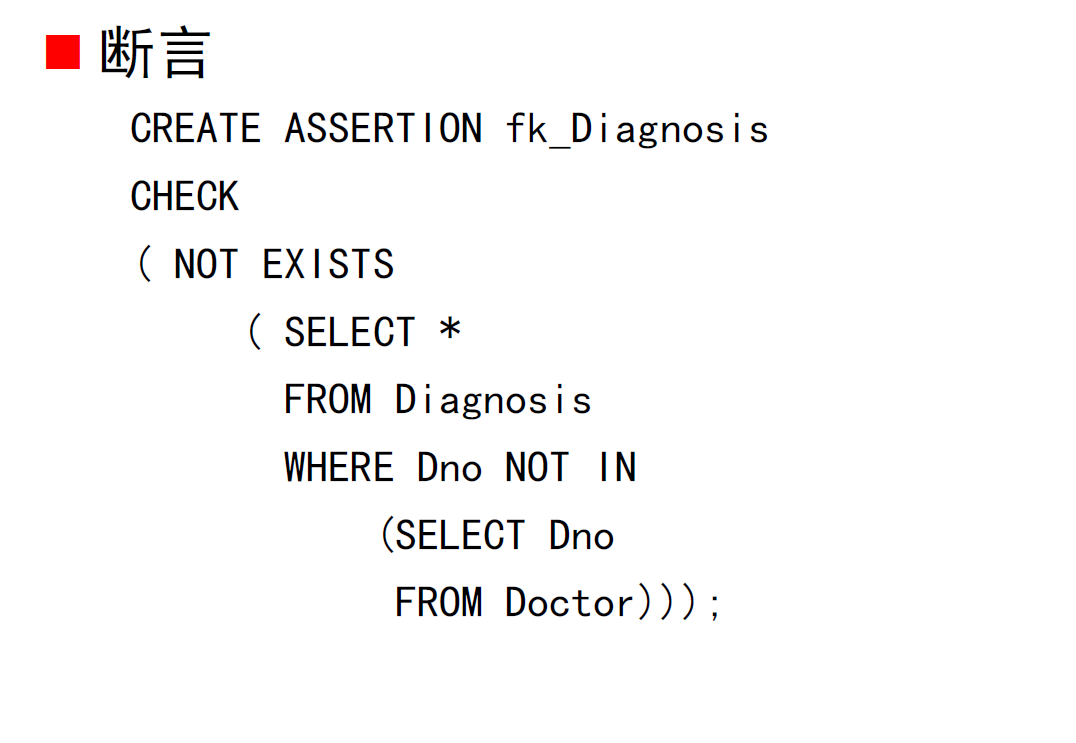 断言
CREATE ASSERTION fk_Diagnosis
CHECK
( NOT EXISTS
( SELECT *
FROM Diagnosis
WHERE Dno NOT IN
(SELECT Dno
FROM Doctor)));